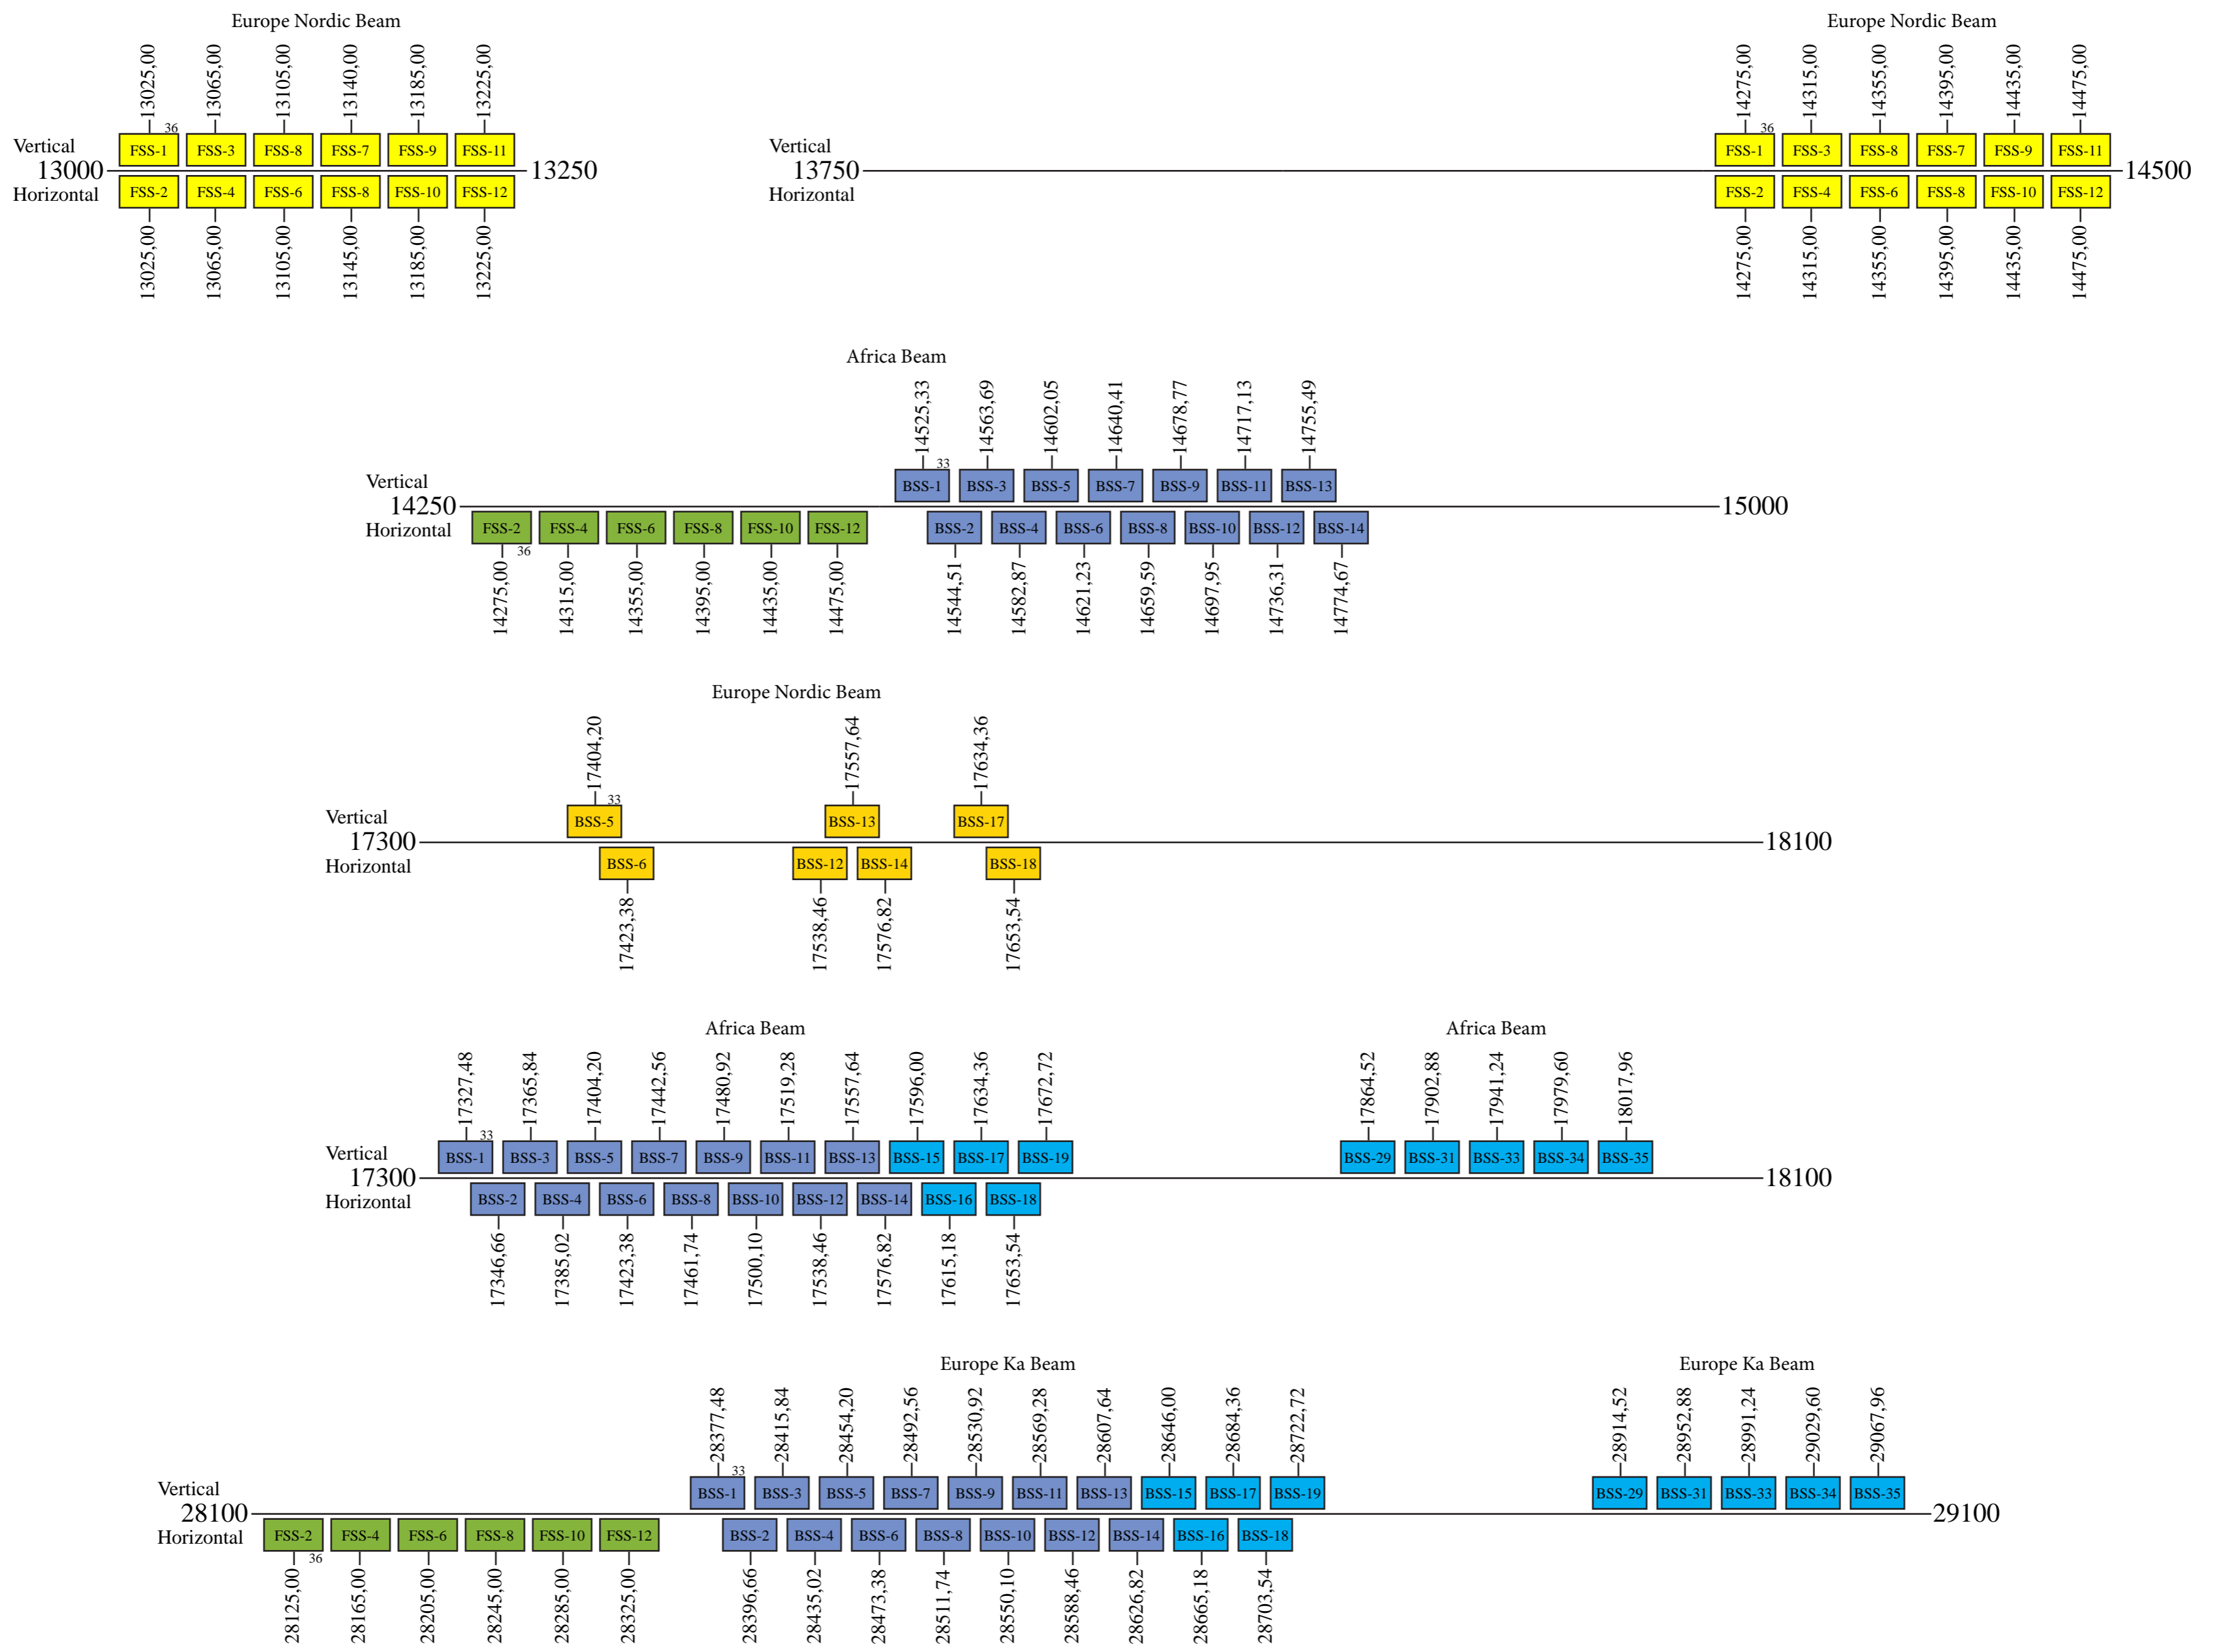 Europe Nordic Beam Europe Nordic Beam
13025,00 13065,00 13105,00 13140,00 13185,00 13225,00 14275,00 14315,00 14355,00 14395,00 14435,00 14475,00
36 36
Vertical FSS-1 FSS-3 FSS-8 FSS-7 FSS-9 FSS-11 Vertical FSS-1 FSS-3 FSS-8 FSS-7 FSS-9 FSS-11
13000 13250 13750 14500
Horizontal FSS-2 FSS-4 FSS-6 FSS-8 FSS-10 FSS-12 Horizontal FSS-2 FSS-4 FSS-6 FSS-8 FSS-10 FSS-12
13025,00 13065,00 13105,00 13145,00 13185,00 13225,00 14275,00 14315,00 14355,00 14395,00 14435,00 14475,00
Africa Beam
14525,33 14563,69 14602,05 14640,41 14678,77 14717,13 14755,49
33
Vertical BSS-1 BSS-3 BSS-5 BSS-7 BSS-9 BSS-11 BSS-13
14250 15000
Horizontal FSS-2 FSS-4 FSS-6 FSS-8 FSS-10 FSS-12 BSS-2 BSS-4 BSS-6 BSS-8 BSS-10 BSS-12 BSS-14
36
14275,00 14315,00 14355,00 14395,00 14435,00 14475,00 14544,51 14582,87 14621,23 14659,59 14697,95 14736,31 14774,67
Europe Nordic Beam
17404,20 17557,64 17634,36
33
Vertical BSS-5 BSS-13 BSS-17
17300 18100
Horizontal BSS-6 BSS-12 BSS-14 BSS-18
17423,38 17538,46 17576,82 17653,54
Africa Beam Africa Beam
17327,48 17365,84 17404,20 17442,56 17480,92 17519,28 17557,64 17596,00 17634,36 17672,72 17864,52 17902,88 17941,24 17979,60 18017,96
33
Vertical BSS-1 BSS-3 BSS-5 BSS-7 BSS-9 BSS-11 BSS-13 BSS-15 BSS-17 BSS-19 BSS-29 BSS-31 BSS-33 BSS-34 BSS-35
17300 18100
Horizontal BSS-2 BSS-4 BSS-6 BSS-8 BSS-10 BSS-12 BSS-14 BSS-16 BSS-18
17346,66 17385,02 17423,38 17461,74 17500,10 17538,46 17576,82 17615,18 17653,54
Europe Ka Beam Europe Ka Beam
28377,48 28415,84 28454,20 28492,56 28530,92 28569,28 28607,64 28646,00 28684,36 28722,72 28914,52 28952,88 28991,24 29029,60 29067,96
33
Vertical BSS-1 BSS-3 BSS-5 BSS-7 BSS-9 BSS-11 BSS-13 BSS-15 BSS-17 BSS-19 BSS-29 BSS-31 BSS-33 BSS-34 BSS-35
28100 29100
Horizontal FSS-2 FSS-4 FSS-6 FSS-8 FSS-10 FSS-12 BSS-2 BSS-4 BSS-6 BSS-8 BSS-10 BSS-12 BSS-14 BSS-16 BSS-18
36
28125,00 28165,00 28205,00 28245,00 28285,00 28325,00 28396,66 28435,02 28473,38 28511,74 28550,10 28588,46 28626,82 28665,18 28703,54